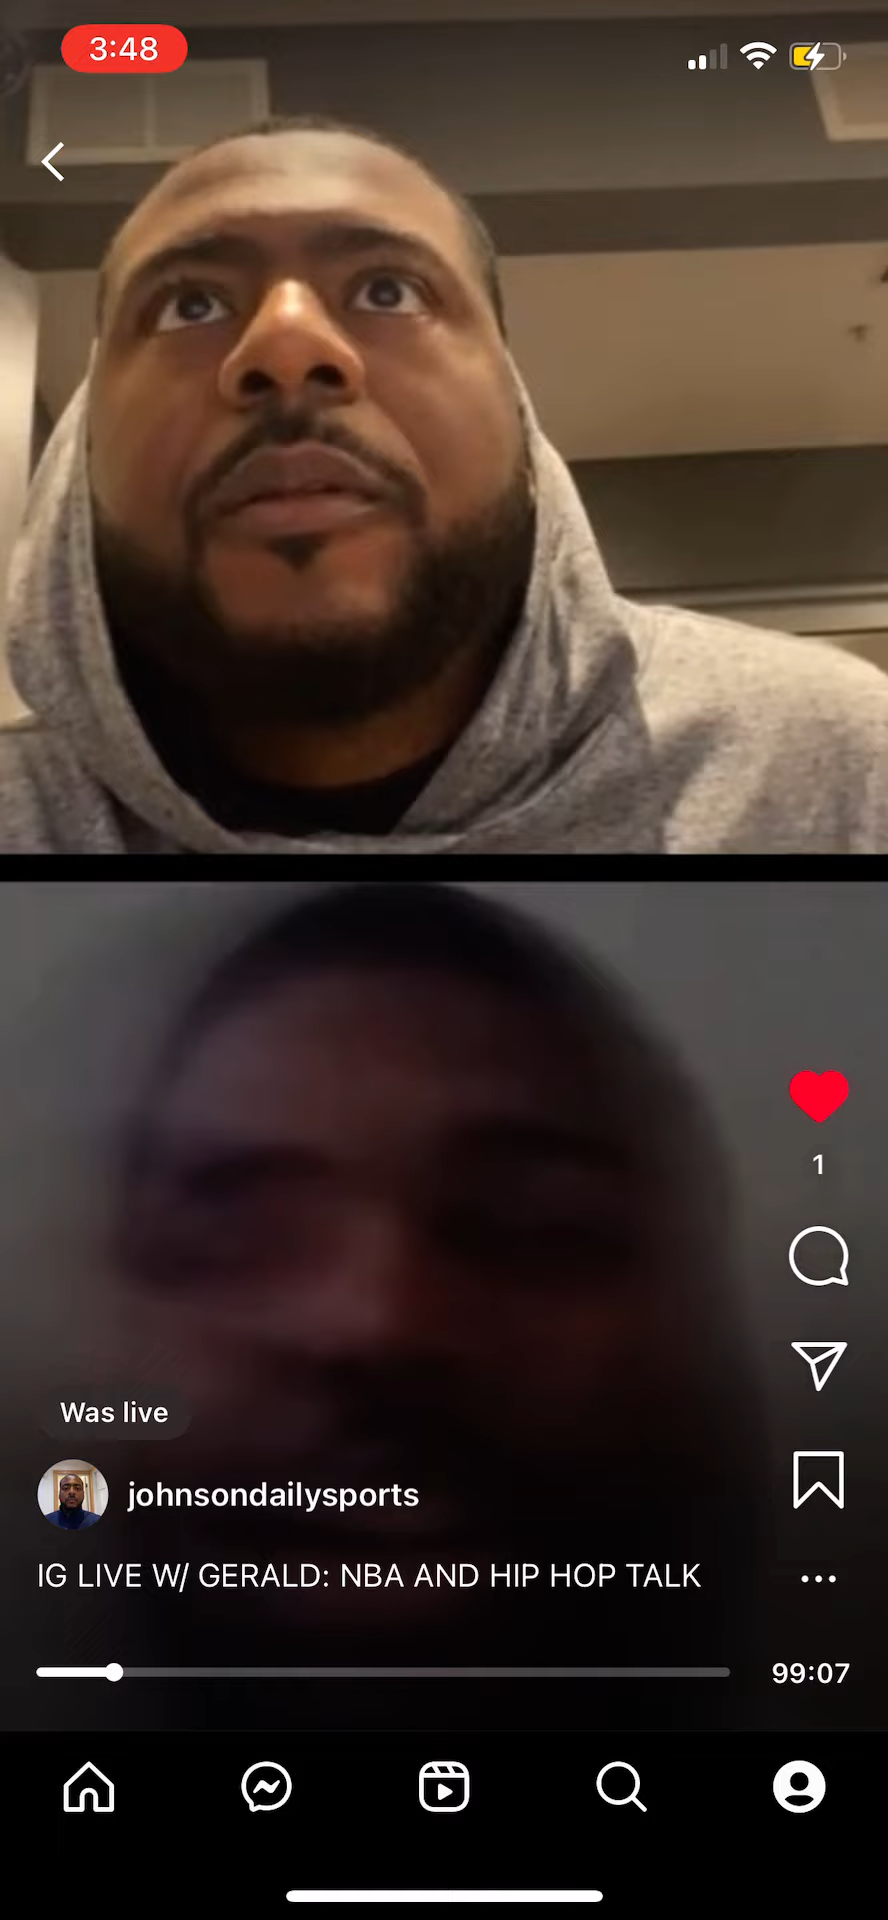 3:48
Was live
johnsondailysports
IG LIVE W/ GERALD: NBA AND HIP HOP TALK
1
99:07